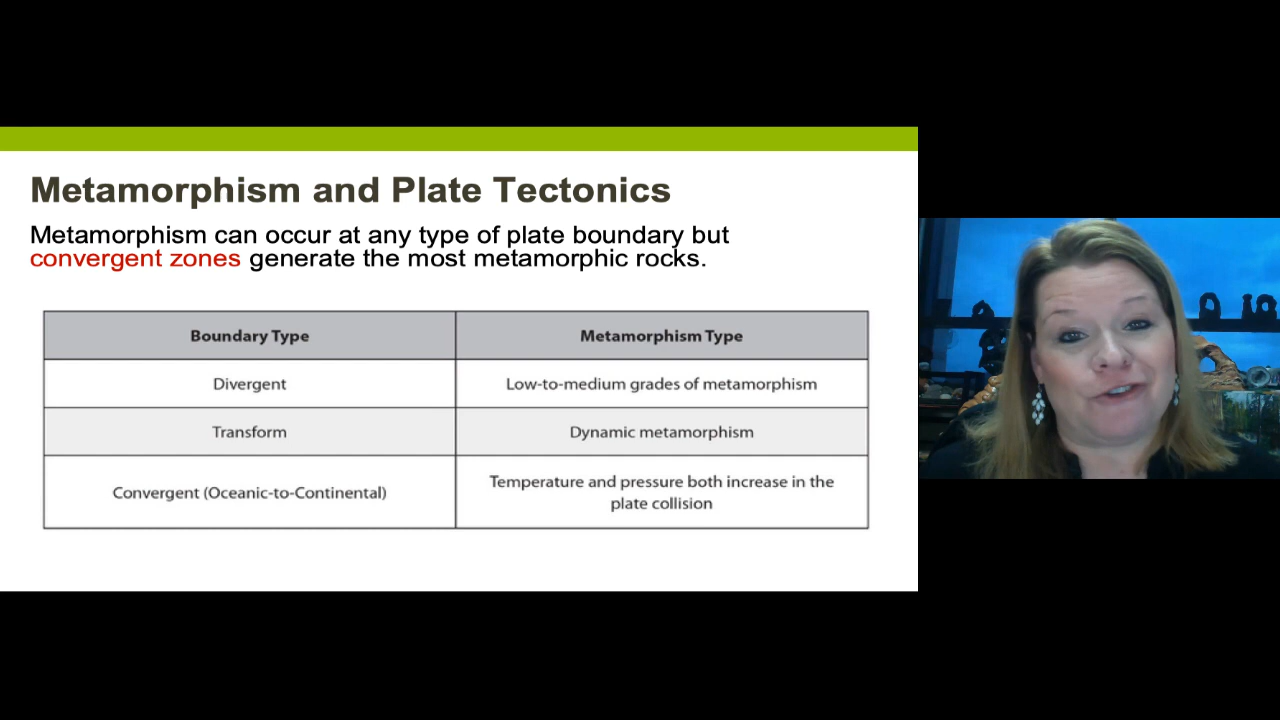 Metamorphism and Plate Tectonics
Metamorphism can occur at any type of plate boundary but
convergent zones generate the most metamorphic rocks.
Boundary Type
Metamorphism Type
Divergent
Low-to-medium grades of metamorphism
Transform
Dynamic metamorphism
Convergent (Oceanic-to-Continental)
Temperature and pressure both increase in the
plate collision